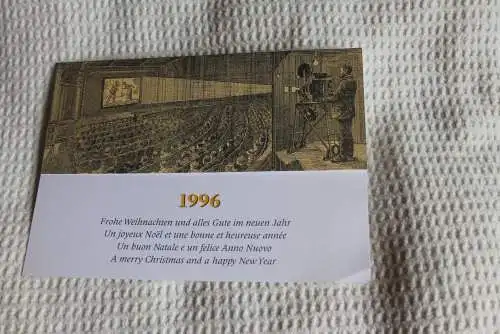 1996
Frohe Weihnachten und alles Gute im neuen Jahr
Un joyeux Noël et une bonne et heureuse année
Un buon Natale e un felice Anno Nuovo
A merry Christmas and a happy New Year